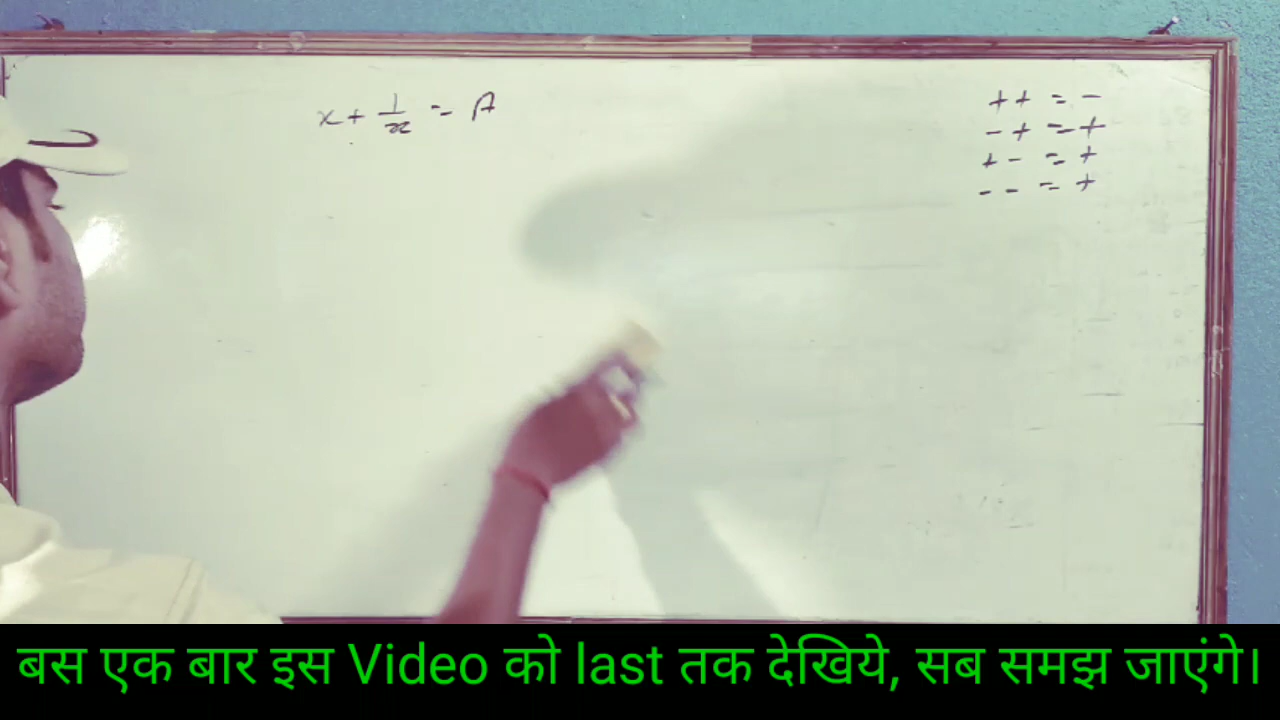 x + 1/x = A
+ + = -
- + = +
+ - = +
- - = +
बस एक बार इस Video को last तक देखिये, सब समझ जाएंगे।